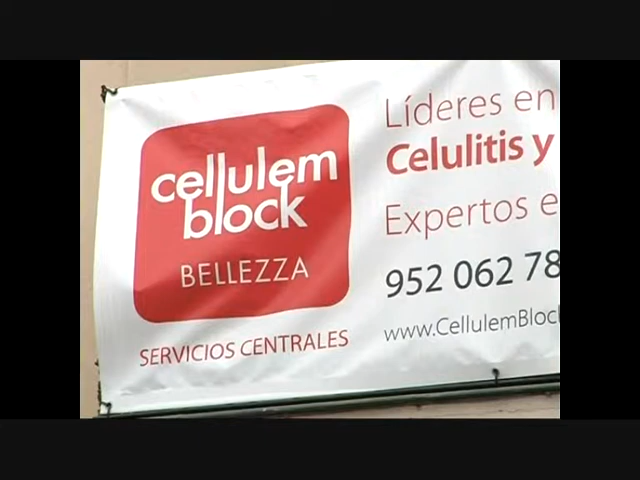 cellulem
block
BELLEZZA
SERVICIOS CENTRALES
Líderes en
Celulitis y
Expertos e
952 062 78
www.CellulemBloc